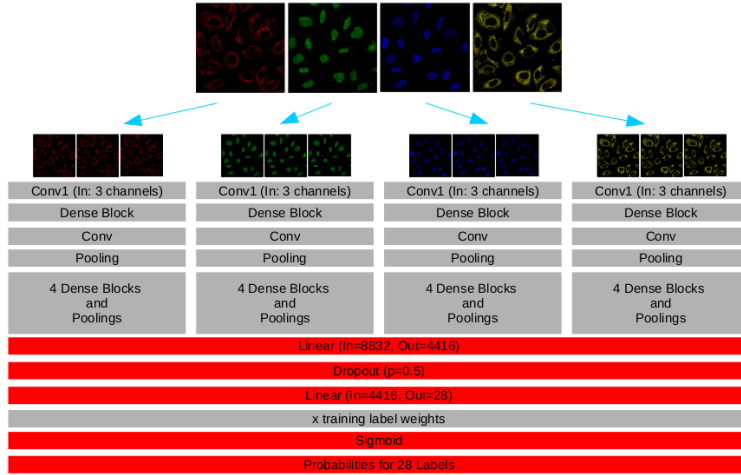 Conv1 (In: 3 channels) Conv1 (In: 3 channels) Conv1 (In: 3 channels) Conv1 (In: 3 channels)
Dense Block Dense Block Dense Block Dense Block
Conv Conv Conv Conv
Pooling Pooling Pooling Pooling
4 Dense Blocks 4 Dense Blocks 4 Dense Blocks 4 Dense Blocks
and and and and
Poolings Poolings Poolings Poolings
Linear (In=8832, Out=4416)
Dropout (p=0.5)
Linear (In=4416, Out=28)
x training label weights
Sigmoid
Probabilities for 28 Labels